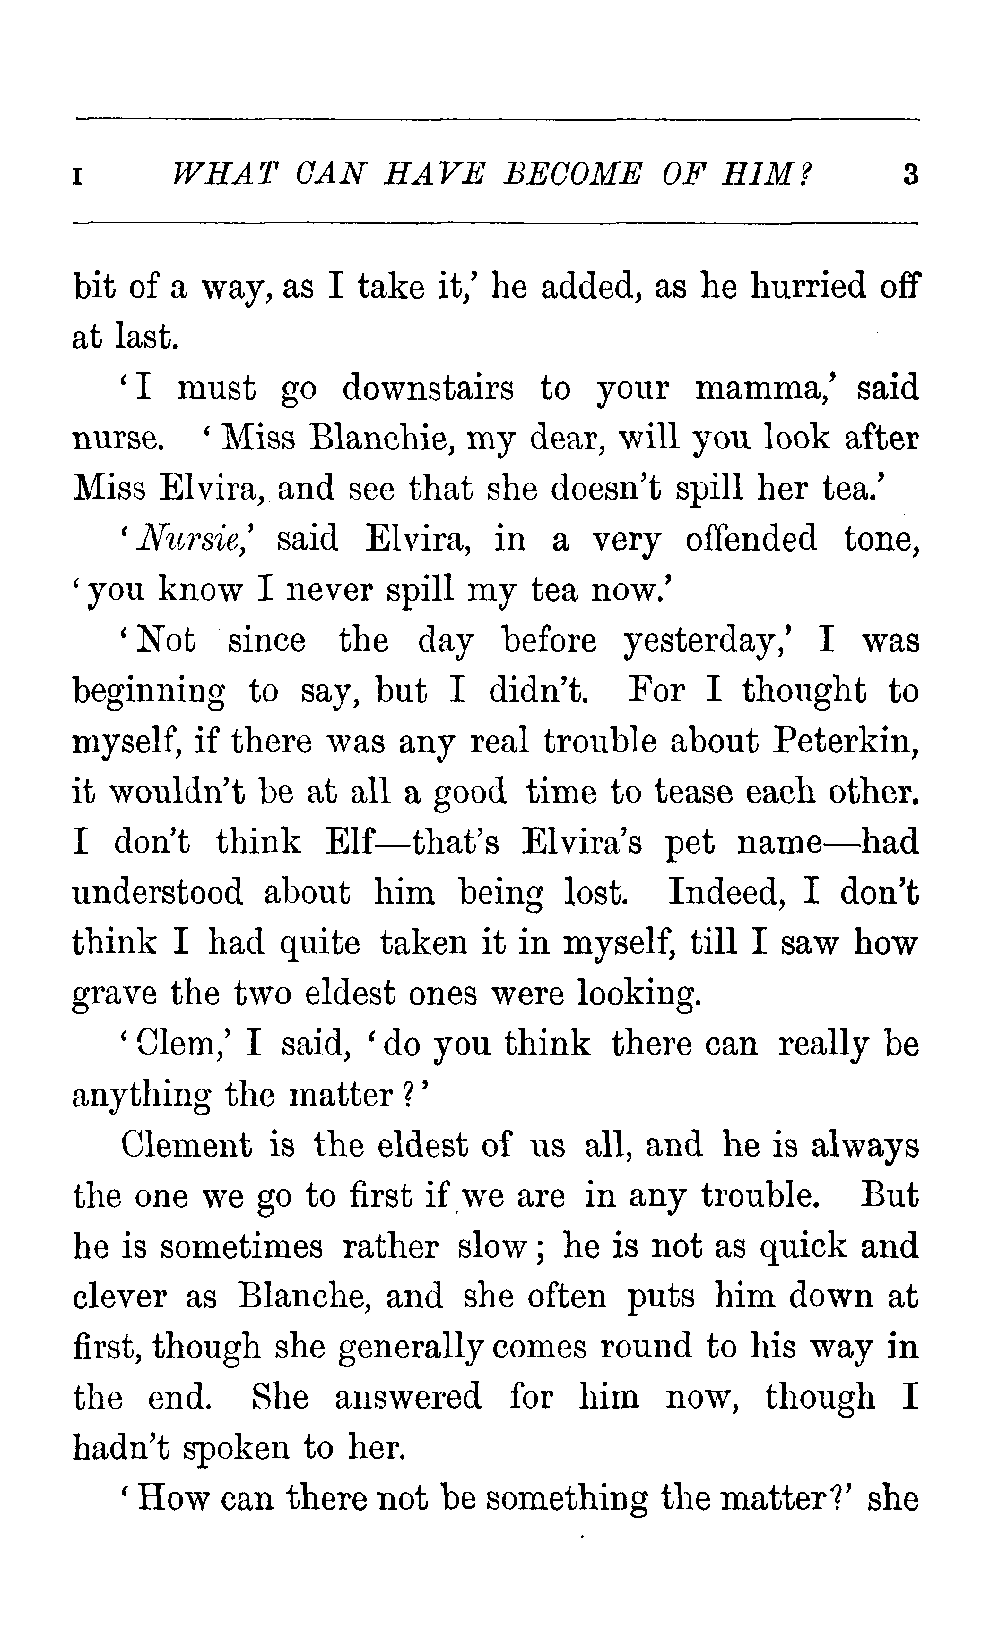 I WHAT CAN HAVE BECOME OF HIM? 3
bit of a way, as I take it,' he added, as he hurried off
at last.
'I must go downstairs to your mamma,' said
nurse. 'Miss Blanchie, my dear, will you look after
Miss Elvira, and see that she doesn't spill her tea.'
'Nursie,' said Elvira, in a very offended tone,
'you know I never spill my tea now.'
'Not since the day before yesterday,' I was
beginning to say, but I didn't. For I thought to
myself, if there was any real trouble about Peterkin,
it wouldn't be at all a good time to tease each other.
I don't think Elf—that's Elvira's pet name—had
understood about him being lost. Indeed, I don't
think I had quite taken it in myself, till I saw how
grave the two eldest ones were looking.
'Clem,' I said, 'do you think there can really be
anything the matter?'
Clement is the eldest of us all, and he is always
the one we go to first if we are in any trouble. But
he is sometimes rather slow; he is not as quick and
clever as Blanche, and she often puts him down at
first, though she generally comes round to his way in
the end. She answered for him now, though I
hadn't spoken to her.
'How can there not be something the matter?' she